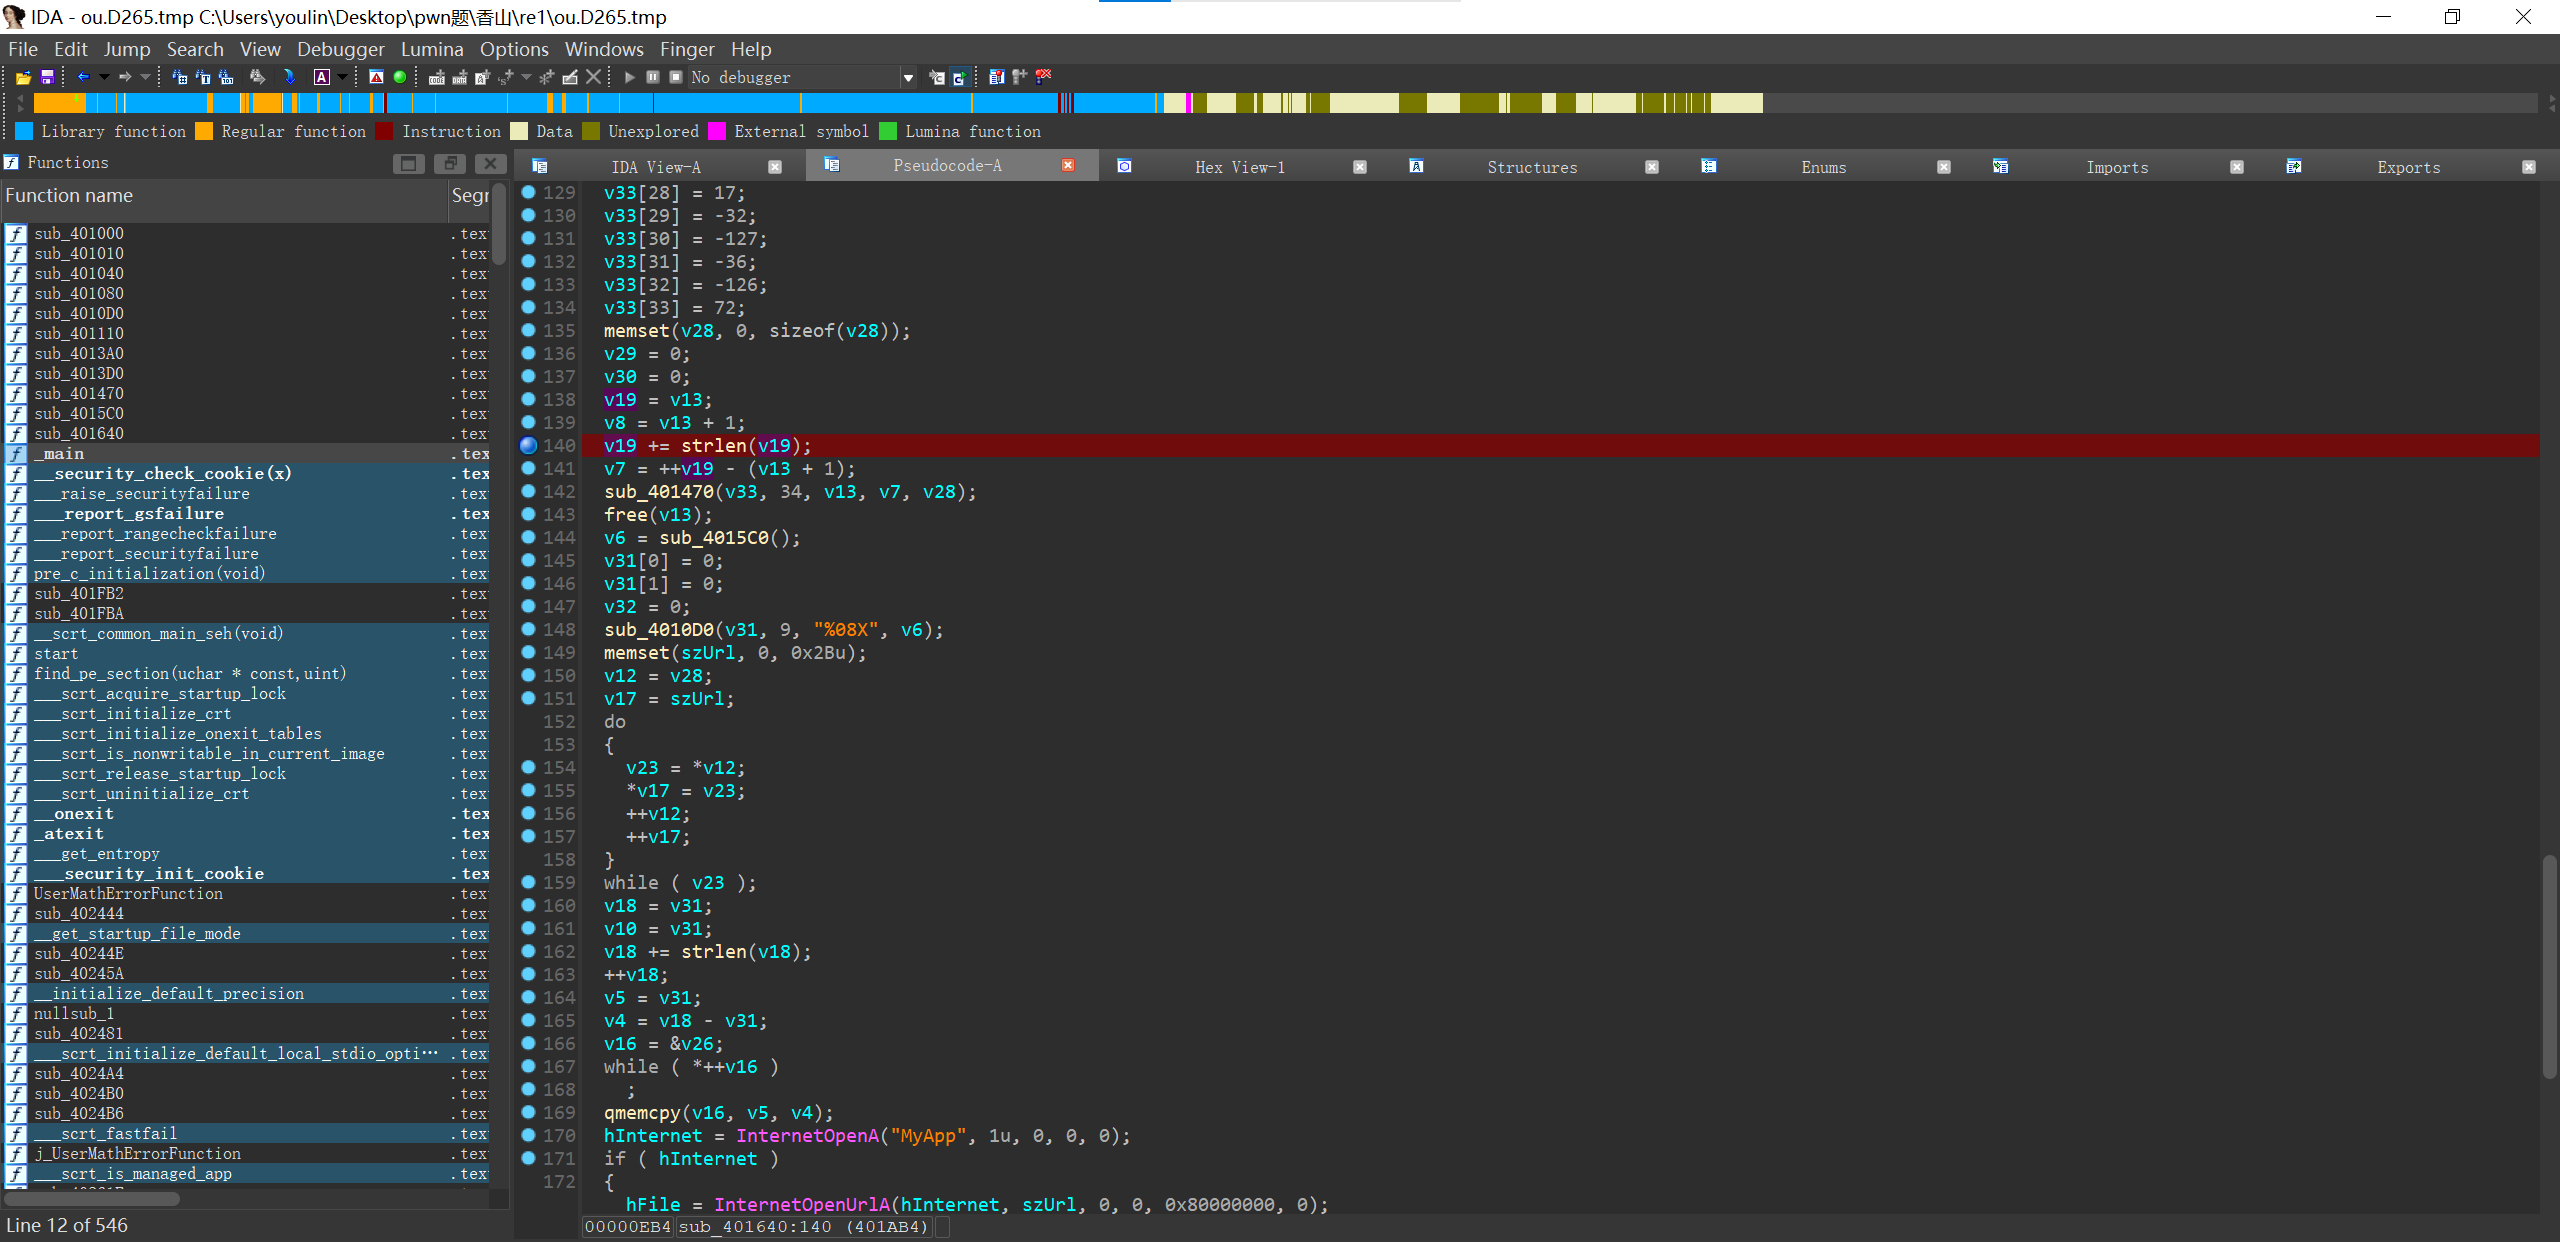 IDA - ou.D265.tmp C:\Users\youlin\Desktop\pwn题\香山\re1\ou.D265.tmp
File Edit Jump Search View Debugger Lumina Options Windows Finger Help
No debugger
Library function Regular function Instruction Data Unexplored External symbol Lumina function
Functions
Function name Segr
sub_401000 .tex
sub_401010 .tex
sub_401040 .tex
sub_401080 .tex
sub_4010D0 .tex
sub_401110 .tex
sub_4013A0 .tex
sub_4013D0 .tex
sub_401470 .tex
sub_4015C0 .tex
sub_401640 .tex
_main .tex
__security_check_cookie(x) .tex
___raise_securityfailure .tex
___report_gsfailure .tex
___report_rangecheckfailure .tex
___report_securityfailure .tex
pre_c_initialization(void) .tex
sub_401FB2 .tex
sub_401FBA .tex
__scrt_common_main_seh(void) .tex
start .tex
find_pe_section(uchar * const,uint) .tex
___scrt_acquire_startup_lock .tex
___scrt_initialize_crt .tex
___scrt_initialize_onexit_tables .tex
___scrt_is_nonwritable_in_current_image .tex
___scrt_release_startup_lock .tex
___scrt_uninitialize_crt .tex
__onexit .tex
_atexit .tex
___get_entropy .tex
___security_init_cookie .tex
UserMathErrorFunction .tex
sub_402444 .tex
__get_startup_file_mode .tex
sub_40244E .tex
sub_40245A .tex
__initialize_default_precision .tex
nullsub_1 .tex
sub_402481 .tex
___scrt_initialize_default_local_stdio_opti… .tex
sub_4024A4 .tex
sub_4024B0 .tex
sub_4024B6 .tex
___scrt_fastfail .tex
j_UserMathErrorFunction .tex
___scrt_is_managed_app .tex
Line 12 of 546
IDA View-A Pseudocode-A Hex View-1 Structures Enums Imports Exports
129 v33[28] = 17;
130 v33[29] = -32;
131 v33[30] = -127;
132 v33[31] = -36;
133 v33[32] = -126;
134 v33[33] = 72;
135 memset(v28, 0, sizeof(v28));
136 v29 = 0;
137 v30 = 0;
138 v19 = v13;
139 v8 = v13 + 1;
140 v19 += strlen(v19);
141 v7 = ++v19 - (v13 + 1);
142 sub_401470(v33, 34, v13, v7, v28);
143 free(v13);
144 v6 = sub_4015C0();
145 v31[0] = 0;
146 v31[1] = 0;
147 v32 = 0;
148 sub_4010D0(v31, 9, "%08X", v6);
149 memset(szUrl, 0, 0x2Bu);
150 v12 = v28;
151 v17 = szUrl;
152 do
153 {
154 v23 = *v12;
155 *v17 = v23;
156 ++v12;
157 ++v17;
158 }
159 while ( v23 );
160 v18 = v31;
161 v10 = v31;
162 v18 += strlen(v18);
163 ++v18;
164 v5 = v31;
165 v4 = v18 - v31;
166 v16 = &v26;
167 while ( *++v16 )
168 ;
169 qmemcpy(v16, v5, v4);
170 hInternet = InternetOpenA("MyApp", 1u, 0, 0, 0);
171 if ( hInternet )
172 {
hFile = InternetOpenUrlA(hInternet, szUrl, 0, 0, 0x80000000, 0);
00000EB4 sub_401640:140 (401AB4)